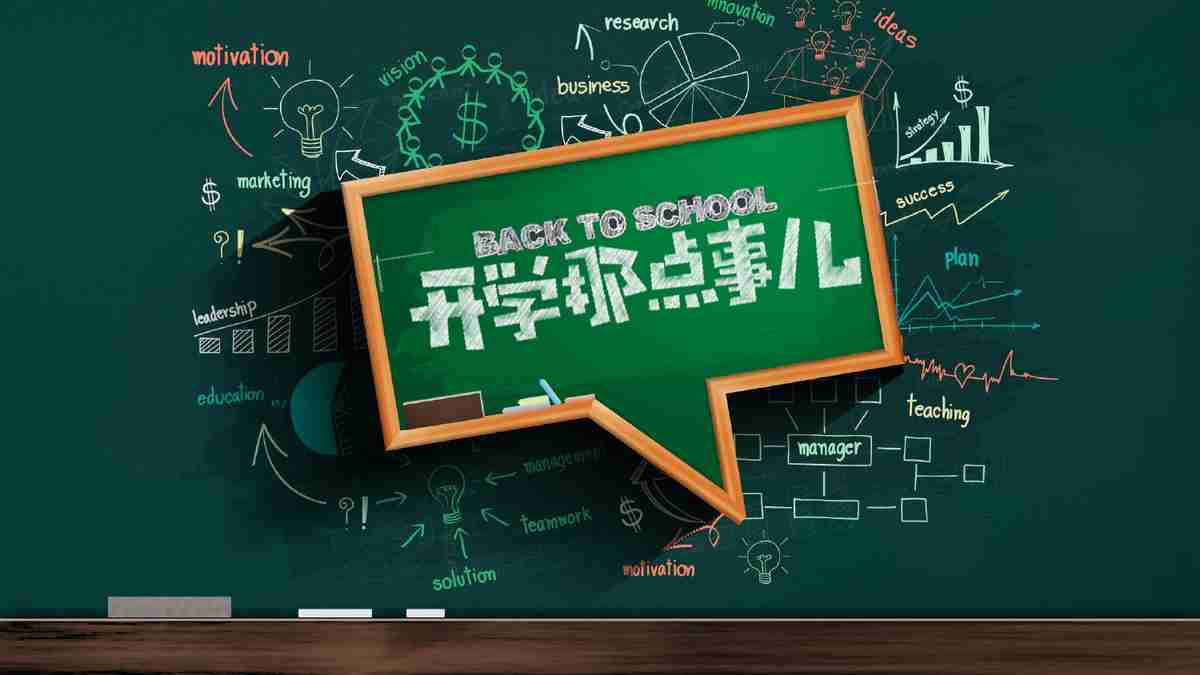 innovation
research
ideas
motivation
vision
business
$
$
strategy
marketing
$
success
BACK TO SCHOOL
开学那点事儿
?!
plan
leadership
education
teaching
manager
management
?!
$
teamwork
motivation
solution